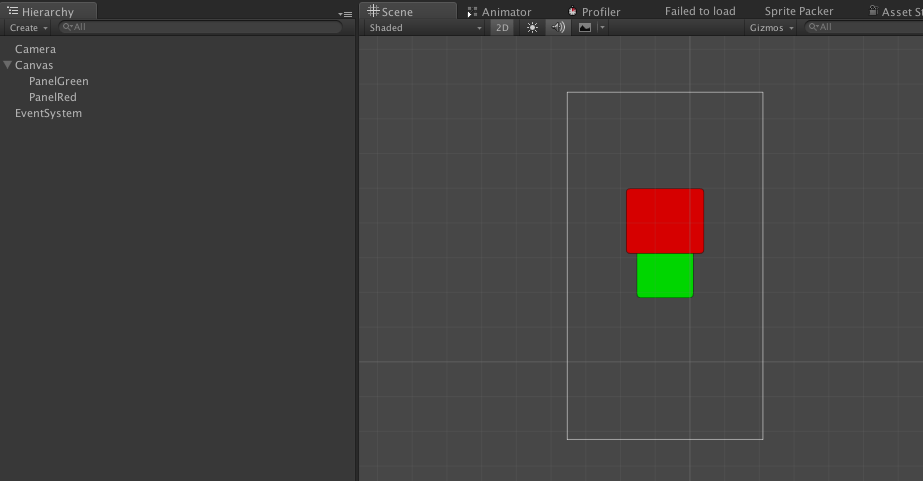 Hierarchy
Create
All
Camera
Canvas
PanelGreen
PanelRed
EventSystem
Scene Animator Profiler Failed to load Sprite Packer Asset St
Shaded 2D Gizmos All